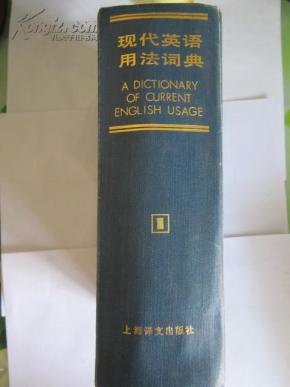 现代英语
用法词典
A DICTIONARY
OF CURRENT
ENGLISH USAGE
1
上海译文出版社